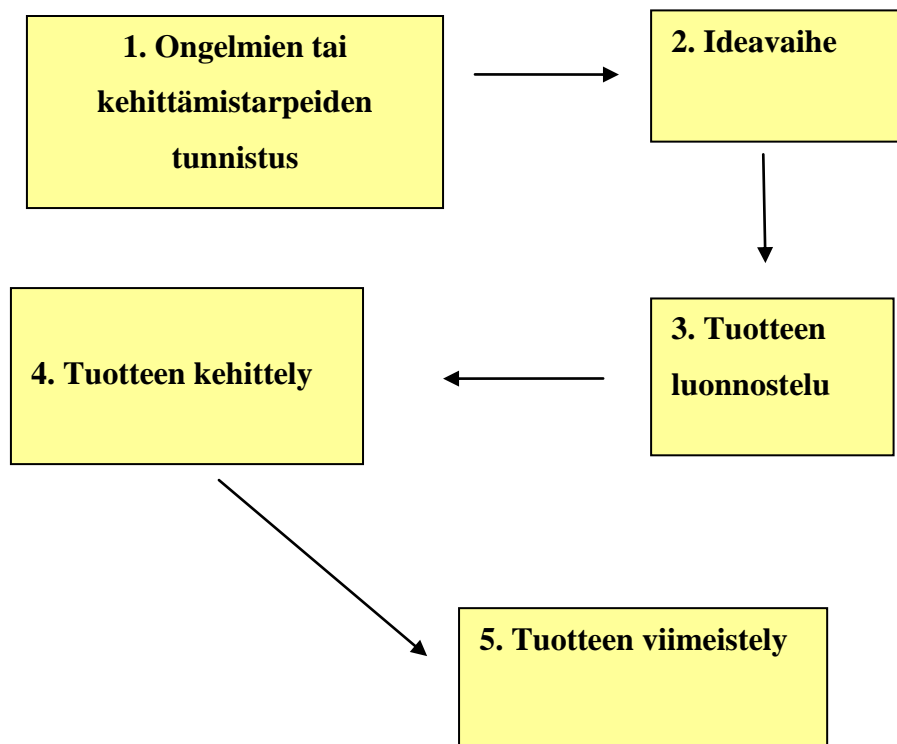 1. Ongelmien tai
kehittämistarpeiden
tunnistus
2. Ideavaihe
3. Tuotteen
luonnostelu
4. Tuotteen kehittely
5. Tuotteen viimeistely